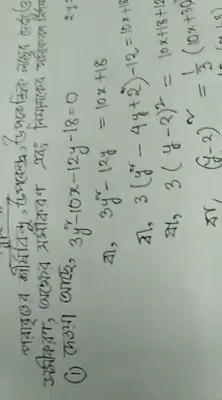 পরাবৃত্তের শীর্ষবিন্দু, উপকেন্দ্র, উপকেন্দ্রিক লম্বের
সমীকরণ, অক্ষের সমীকরণ এবং নিয়ামকের
① দেওয়া আছে, 3y²-10x-12y-18=0
বা, 3y²-12y = 10x+18
বা, 3(y²-4y+2²)-12=10x+18
বা, 3(y-2)² = 10x+18+12
বা, (y-2)² = 1/3 (10x+30)